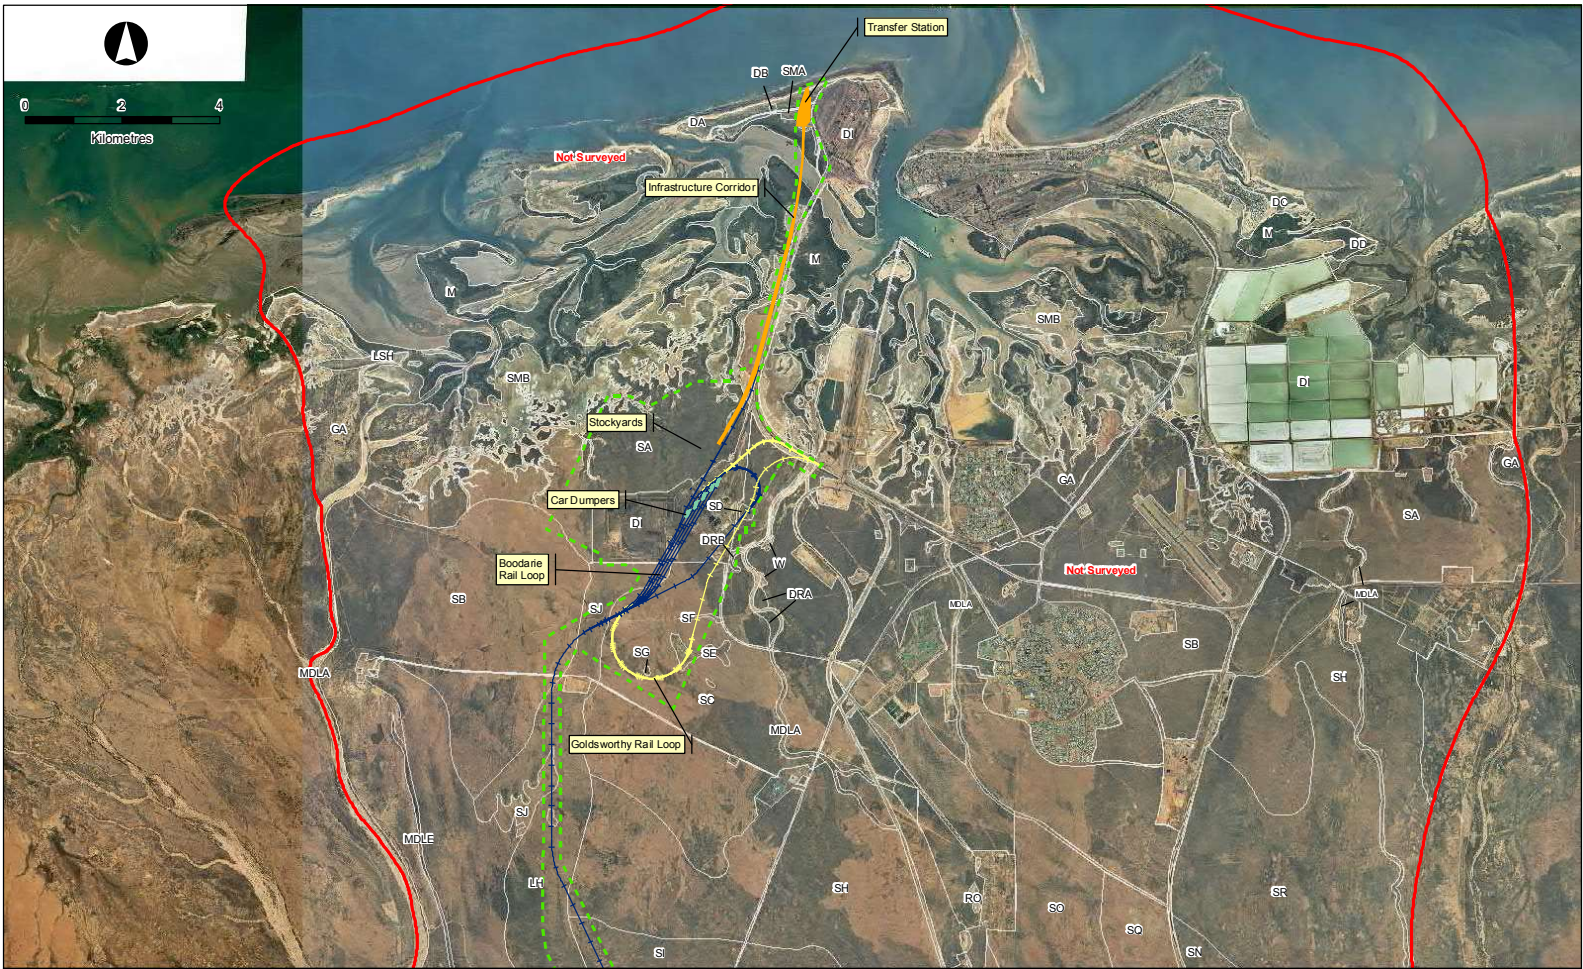 Transfer Station
DB
SMA
0
2
4
Kilometres
DA
DI
Not Surveyed
Infrastructure Corridor
DC
M
DD
M
M
SMB
LSH
SMB
DI
Stockyards
GA
SA
GA
GA
Car Dumpers
SD
DI
SA
DRB
Boodarie
Rail Loop
W
Not Surveyed
SB
DRA
MDLA
MDLA
SJ
SF
SG
SE
SB
MDLA
SH
SC
MDLA
Goldsworthy Rail Loop
SJ
MDLE
LH
SH
RO
SO
SR
SQ
SI
SN